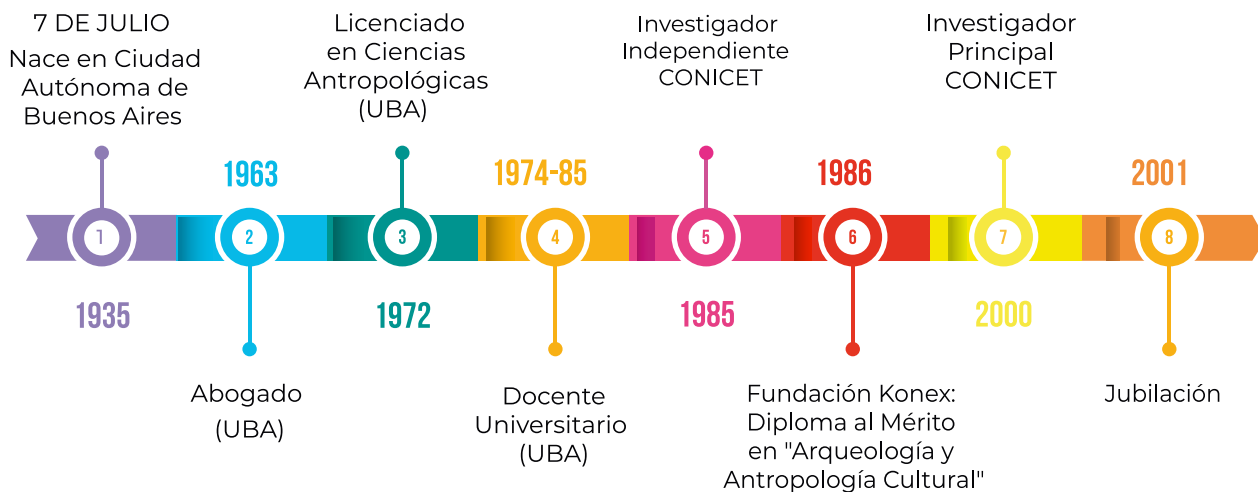 7 DE JULIO
Nace en Ciudad
Autónoma de
Buenos Aires
1
1935
1963
2
Abogado
(UBA)
Licenciado
en Ciencias
Antropológicas
(UBA)
3
1972
1974-85
4
Docente
Universitario
(UBA)
Investigador
Independiente
CONICET
5
1985
1986
6
Fundación Konex:
Diploma al Mérito
en "Arqueología y
Antropología Cultural"
Investigador
Principal
CONICET
7
2000
2001
8
Jubilación